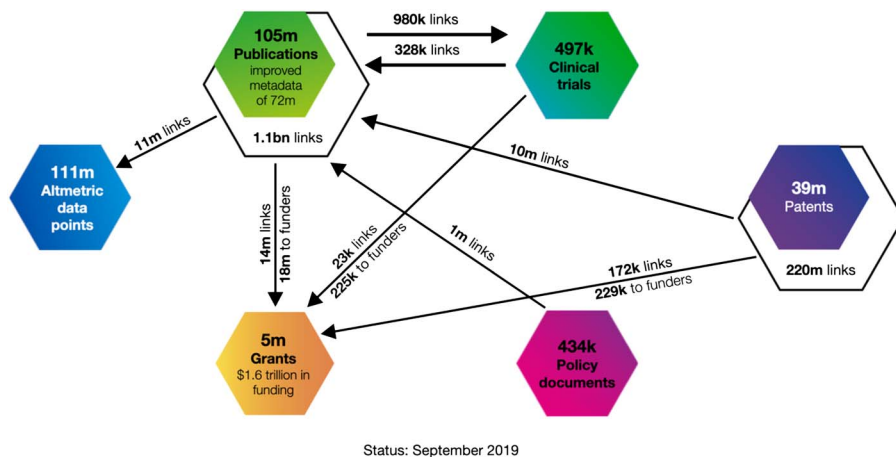 105m
Publications
improved
metadata
of 72m
1.1bn links
980k links
328k links
497k
Clinical
trials
11m links
111m
Altmetric
data
points
14m links
18m to funders
23k links
225k to funders
1m links
10m links
39m
Patents
220m links
172k links
229k to funders
5m
Grants
$1.6 trillion in
funding
434k
Policy
documents
Status: September 2019